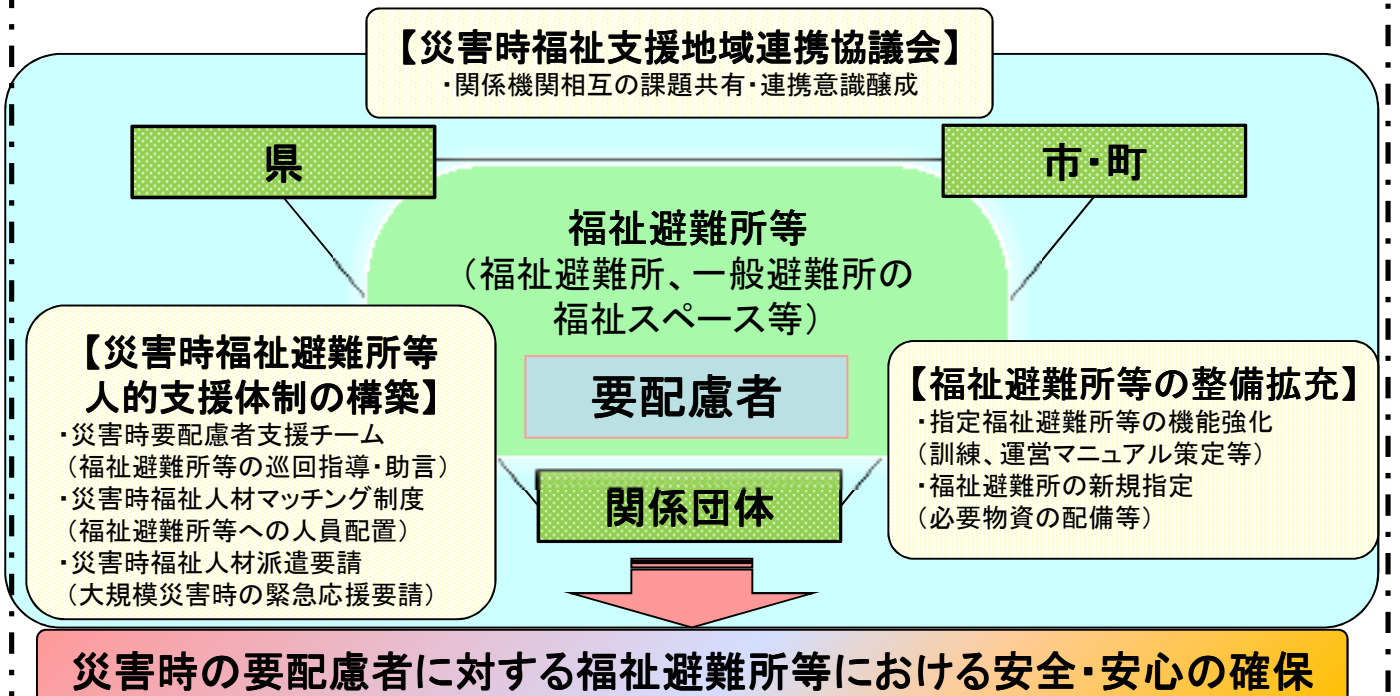 【災害時福祉支援地域連携協議会】
・関係機関相互の課題共有・連携意識醸成
県
市・町
福祉避難所等
（福祉避難所、一般避難所の
福祉スペース等）
要配慮者
【災害時福祉避難所等
人的支援体制の構築】
・災害時要配慮者支援チーム
（福祉避難所等の巡回指導・助言）
・災害時福祉人材マッチング制度
（福祉避難所等への人員配置）
・災害時福祉人材派遣要請
（大規模災害時の緊急応援要請）
【福祉避難所等の整備拡充】
・指定福祉避難所等の機能強化
（訓練、運営マニュアル策定等）
・福祉避難所の新規指定
（必要物資の配備等）
関係団体
災害時の要配慮者に対する福祉避難所等における安全・安心の確保